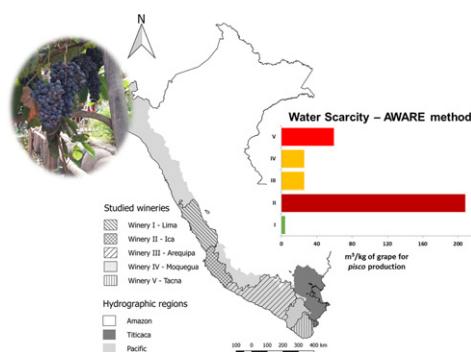 N
Water Scarcity – AWARE method
V
IV
III
II
I
0
40
80
120
160
200
m³/kg of grape for
pisco production
Studied wineries
Winery I - Lima
Winery II - Ica
Winery III - Arequipa
Winery IV - Moquegua
Winery V - Tacna
Hydrographic regions
Amazon
Titicaca
Pacific
100 0 100 200 300 400 km